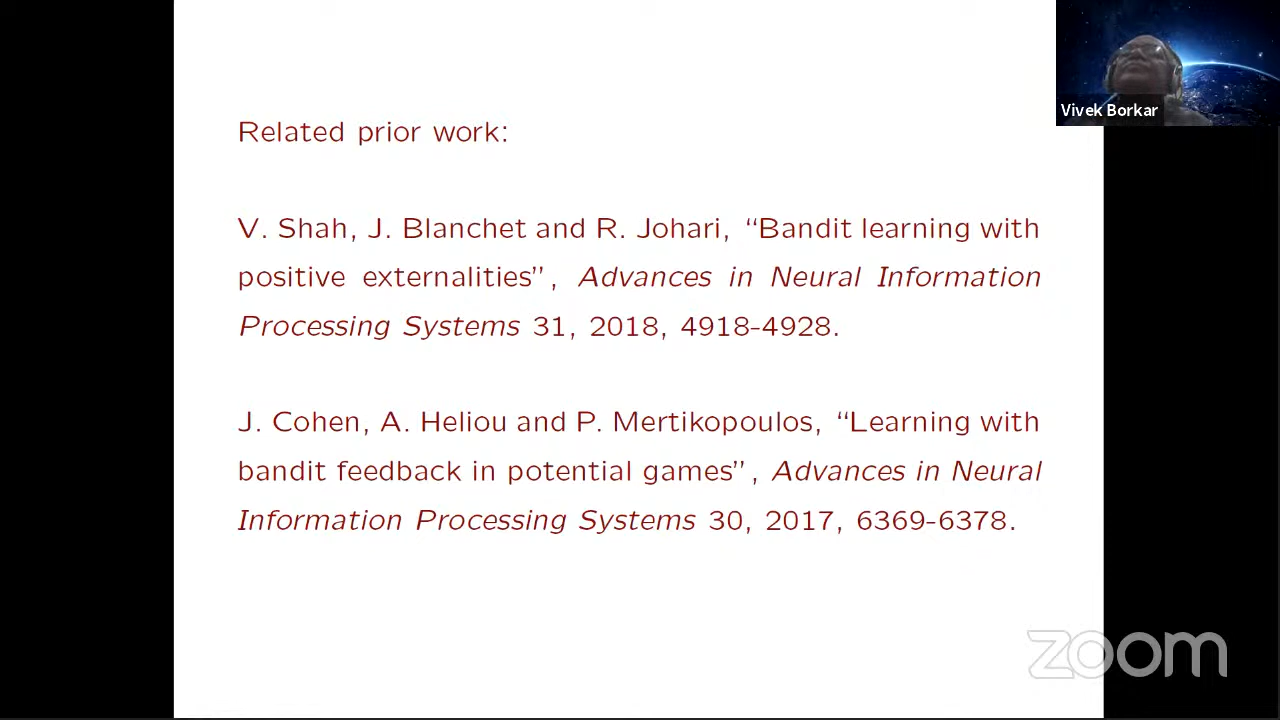 Vivek Borkar
Related prior work:
V. Shah, J. Blanchet and R. Johari, “Bandit learning with
positive externalities”, Advances in Neural Information
Processing Systems 31, 2018, 4918-4928.
J. Cohen, A. Heliou and P. Mertikopoulos, “Learning with
bandit feedback in potential games”, Advances in Neural
Information Processing Systems 30, 2017, 6369-6378.
zoom